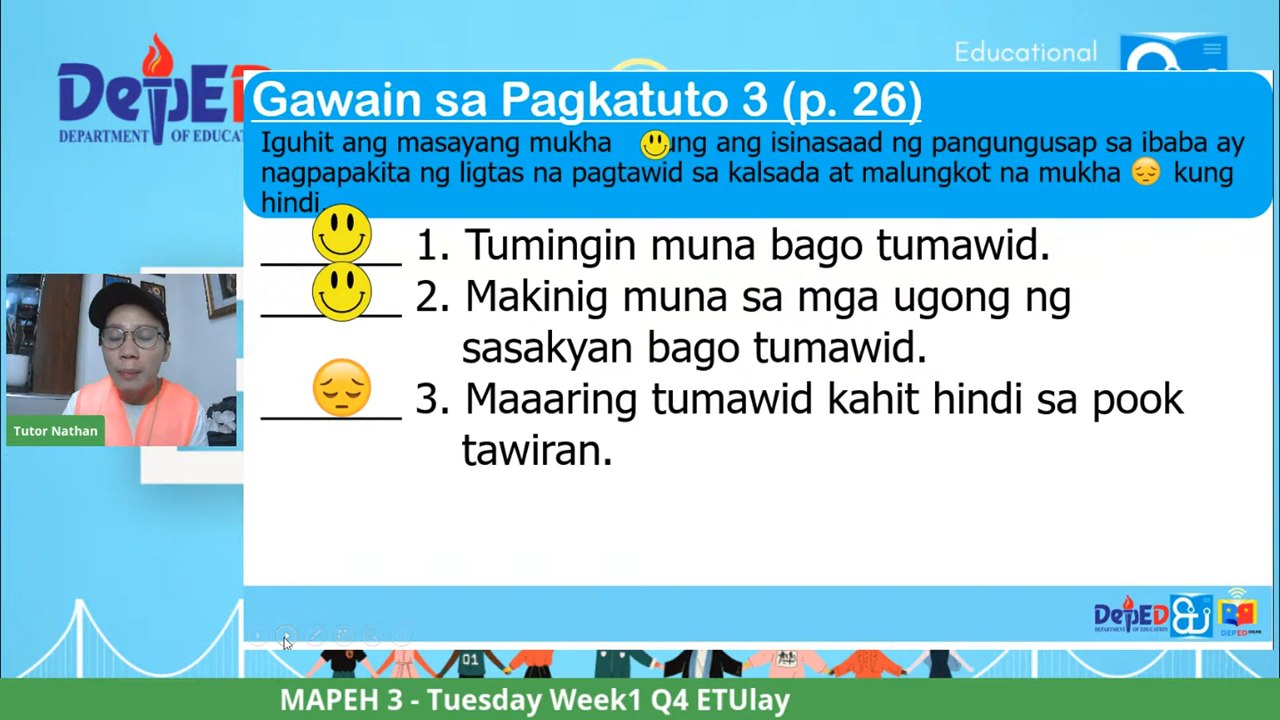 DepED
DEPARTMENT OF EDUCA
Educational
Gawain sa Pagkatuto 3 (p. 26)
Iguhit ang masayang mukha ung ang isinasaad ng pangungusap sa ibaba ay
nagpapakita ng ligtas na pagtawid sa kalsada at malungkot na mukha kung
hindi.
1. Tumingin muna bago tumawid.
2. Makinig muna sa mga ugong ng
sasakyan bago tumawid.
3. Maaaring tumawid kahit hindi sa pook
tawiran.
Tutor Nathan
DepED
DEPARTMENT OF EDUCATION
DEPED ONLINE
01
MAPEH 3 - Tuesday Week1 Q4 ETUlay